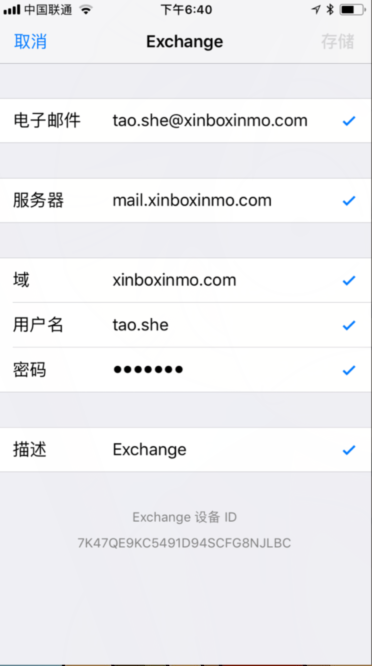 中国联通 下午6:40
取消 Exchange 存储
电子邮件 tao.she@xinboxinmo.com
服务器 mail.xinboxinmo.com
域 xinboxinmo.com
用户名 tao.she
密码 ●●●●●●●
描述 Exchange
Exchange 设备 ID
7K47QE9KC5491D94SCFG8NJLBC